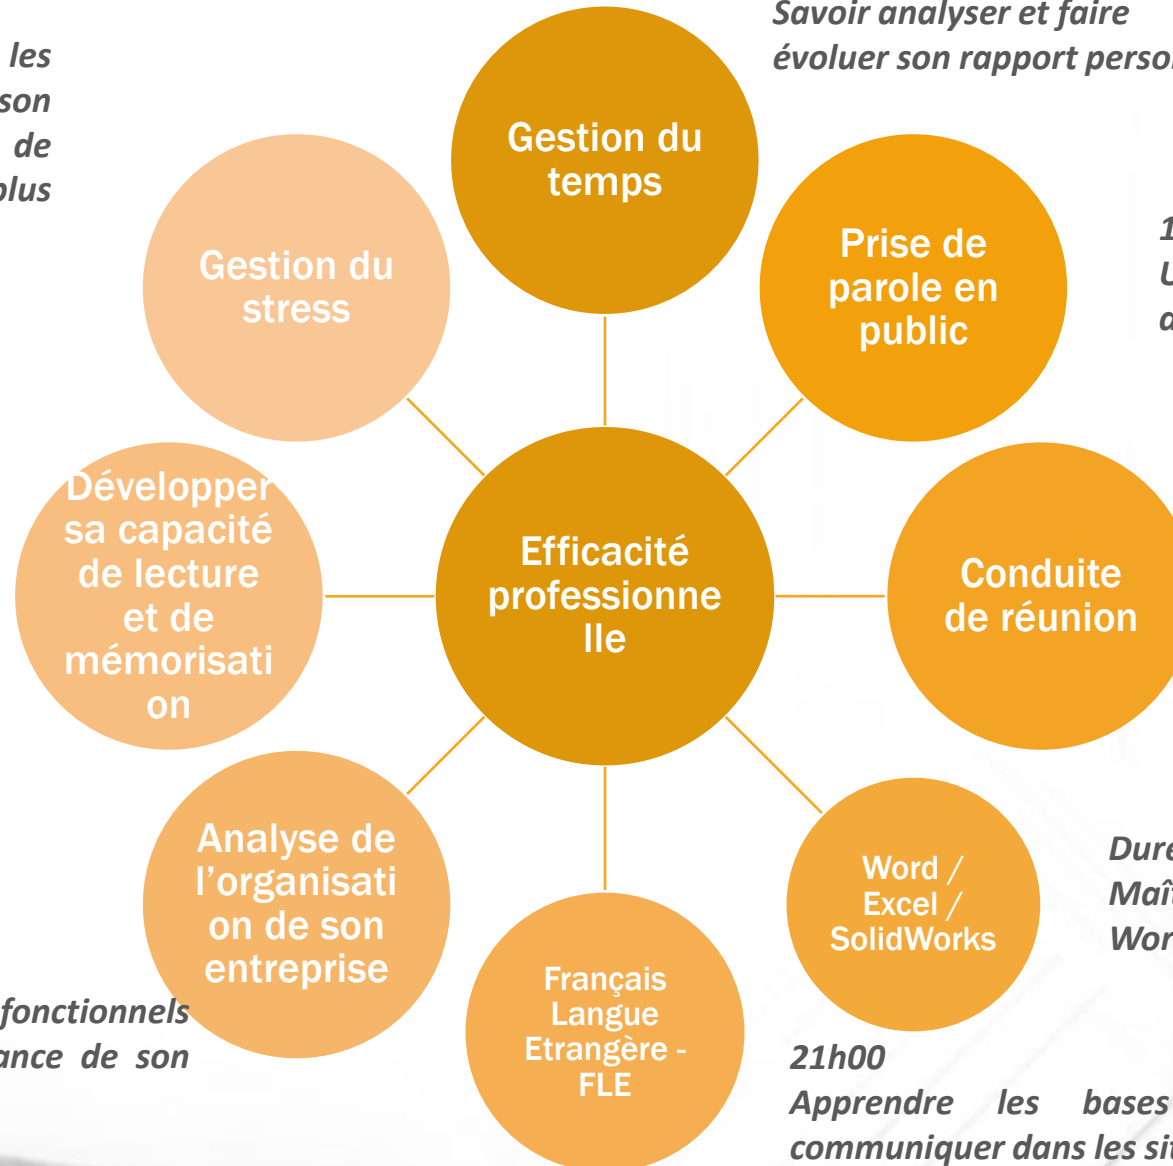 Savoir analyser et faire
évoluer son rapport
les
son
de
plus
Gestion du
temps
Prise de
parole en
public
Gestion du
stress
Développer
sa capacité
de lecture
et de
mémorisati
on
Efficacité
professionne
lle
Conduite
de réunion
Analyse de
l’organisati
on de son
entreprise
Word /
Excel /
SolidWorks
Français
Langue
Etrangère -
FLE
fonctionnels
de son
21h00
Apprendre les bases
communiquer dans les